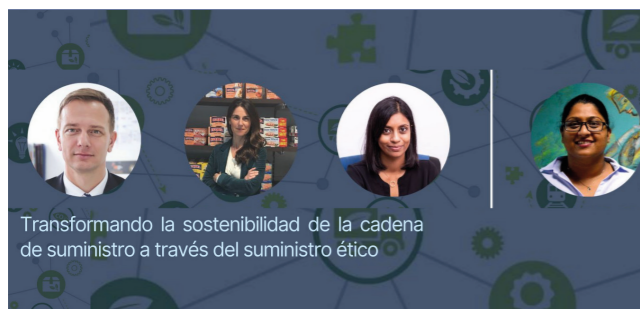 Transformando la sostenibilidad de la cadena
de suministro a través del suministro ético